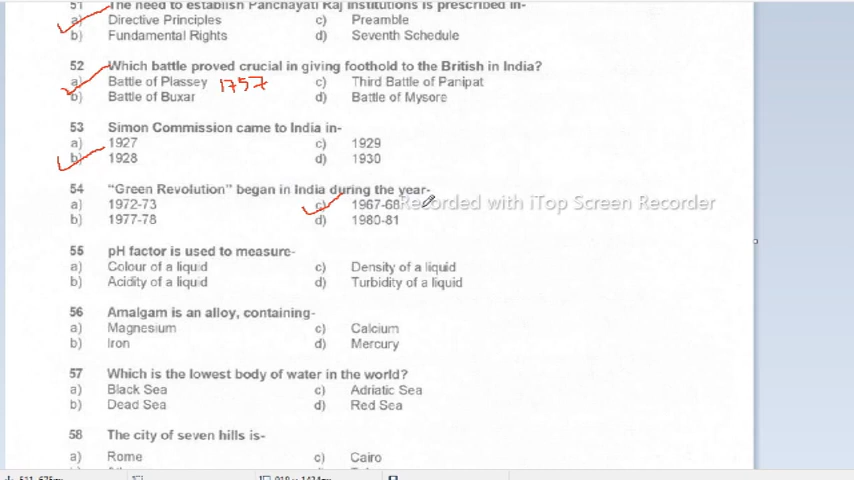 51 The need to establish Panchayati Raj Institutions is prescribed in-
a) Directive Principles c) Preamble
b) Fundamental Rights d) Seventh Schedule
52 Which battle proved crucial in giving foothold to the British in India?
a) Battle of Plassey 1757 c) Third Battle of Panipat
b) Battle of Buxar d) Battle of Mysore
53 Simon Commission came to India in-
a) 1927 c) 1929
b) 1928 d) 1930
54 "Green Revolution" began in India during the year-
a) 1972-73 c) 1967-68 Recorded with iTop Screen Recorder
b) 1977-78 d) 1980-81
55 pH factor is used to measure-
a) Colour of a liquid c) Density of a liquid
b) Acidity of a liquid d) Turbidity of a liquid
56 Amalgam is an alloy, containing-
a) Magnesium c) Calcium
b) Iron d) Mercury
57 Which is the lowest body of water in the world?
a) Black Sea c) Adriatic Sea
b) Dead Sea d) Red Sea
58 The city of seven hills is-
a) Rome c) Cairo